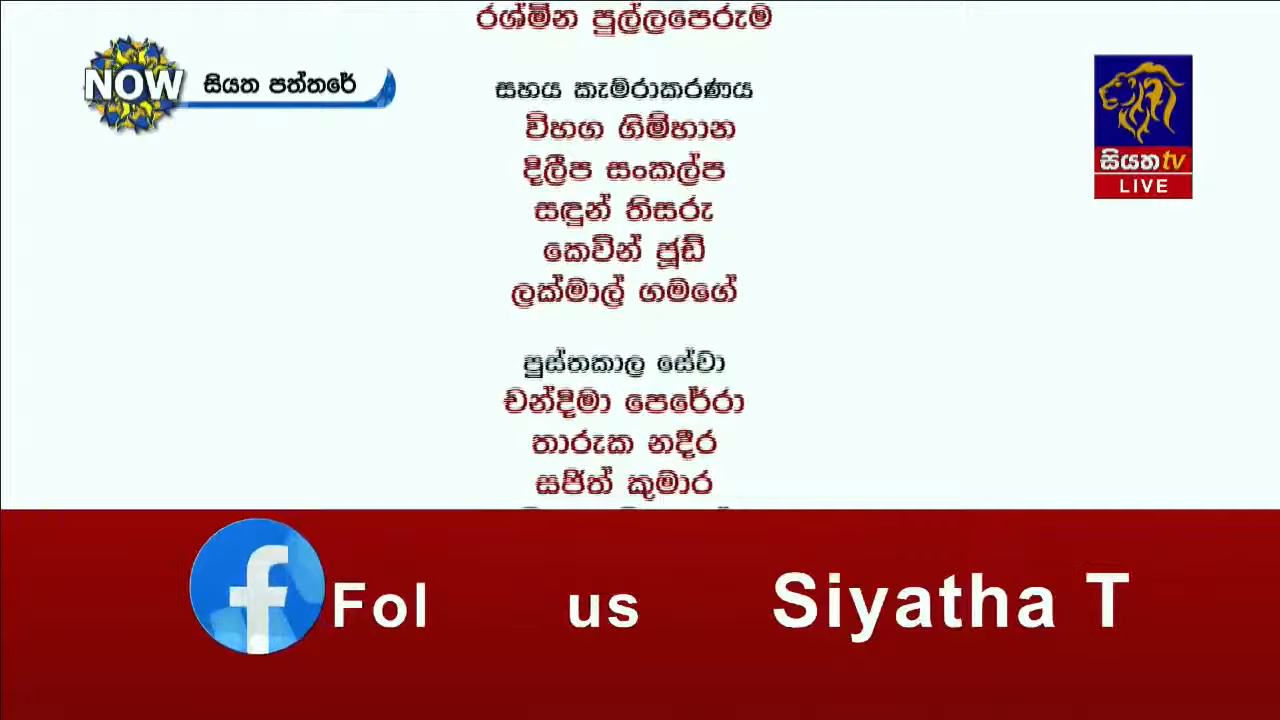 රශ්මින පුල්ලපෙරුම
NOW සියත පත්තරේ
සහය කැමරාකරණය
විහඟ ගිම්හාන
දිලීප සංකල්ප
සඳුන් තිසරු
කෙවින් ජූඩ්
ලක්මාල් ගමගේ
සියත tv
LIVE
පුස්තකාල සේවා
චන්දිමා පෙරේරා
තාරුක නදීර
සජිත් කුමාර
Fol us Siyatha T